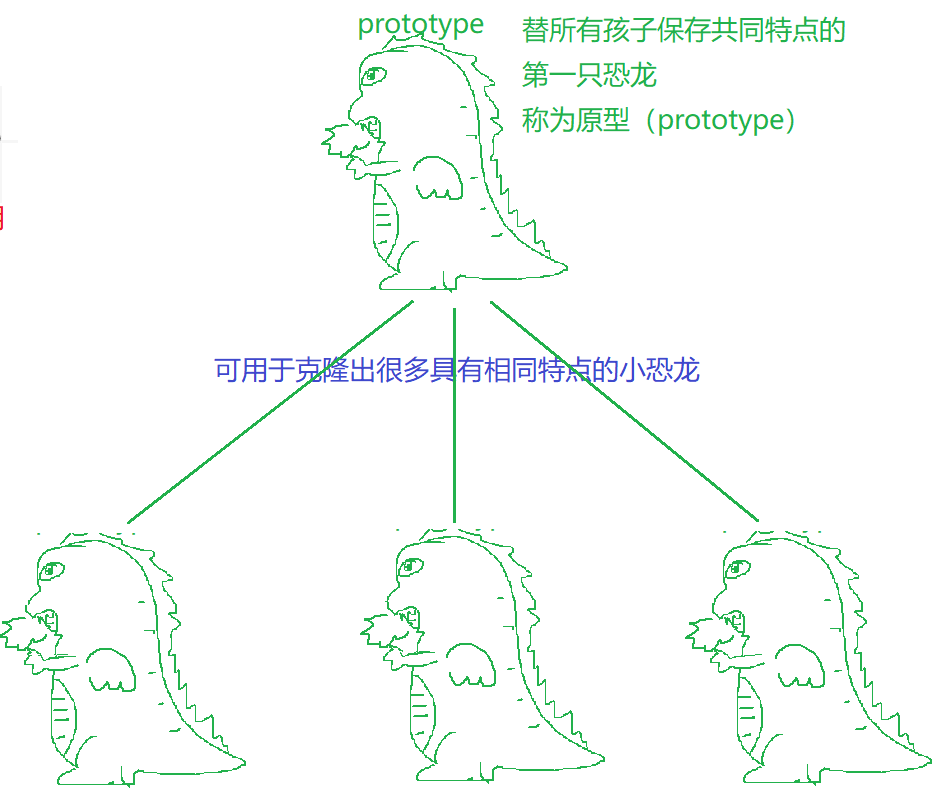 prototype
替所有孩子保存共同特点的
第一只恐龙
称为原型（prototype）
可用于克隆出很多具有相同特点的小恐龙